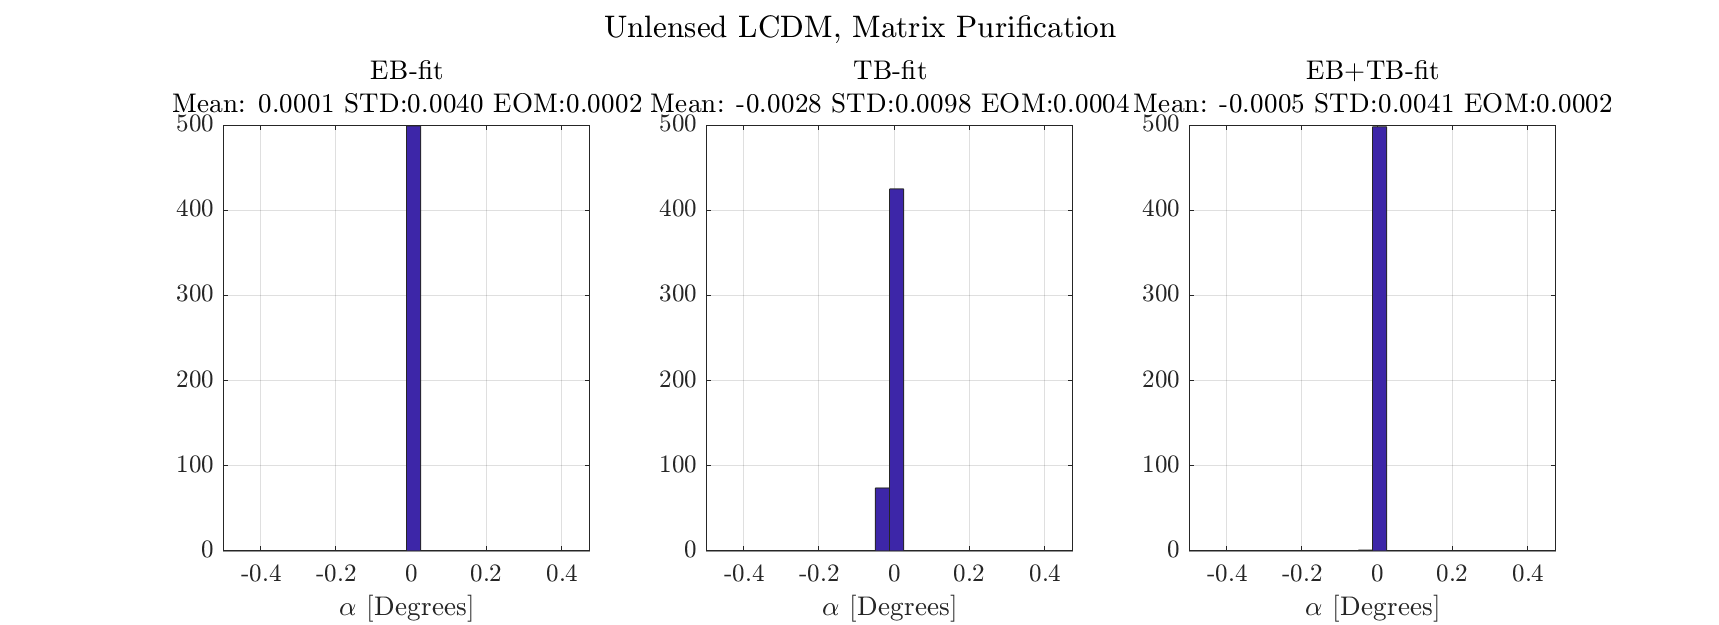 Unlensed LCDM, Matrix Purification
EB-fit
Mean: 0.0001 STD:0.0040 EOM:0.0002
500
400
300
200
100
0
-0.4 -0.2 0 0.2 0.4
α [Degrees]
TB-fit
Mean: -0.0028 STD:0.0098 EOM:0.0004
500
400
300
200
100
0
-0.4 -0.2 0 0.2 0.4
α [Degrees]
EB+TB-fit
Mean: -0.0005 STD:0.0041 EOM:0.0002
500
400
300
200
100
0
-0.4 -0.2 0 0.2 0.4
α [Degrees]